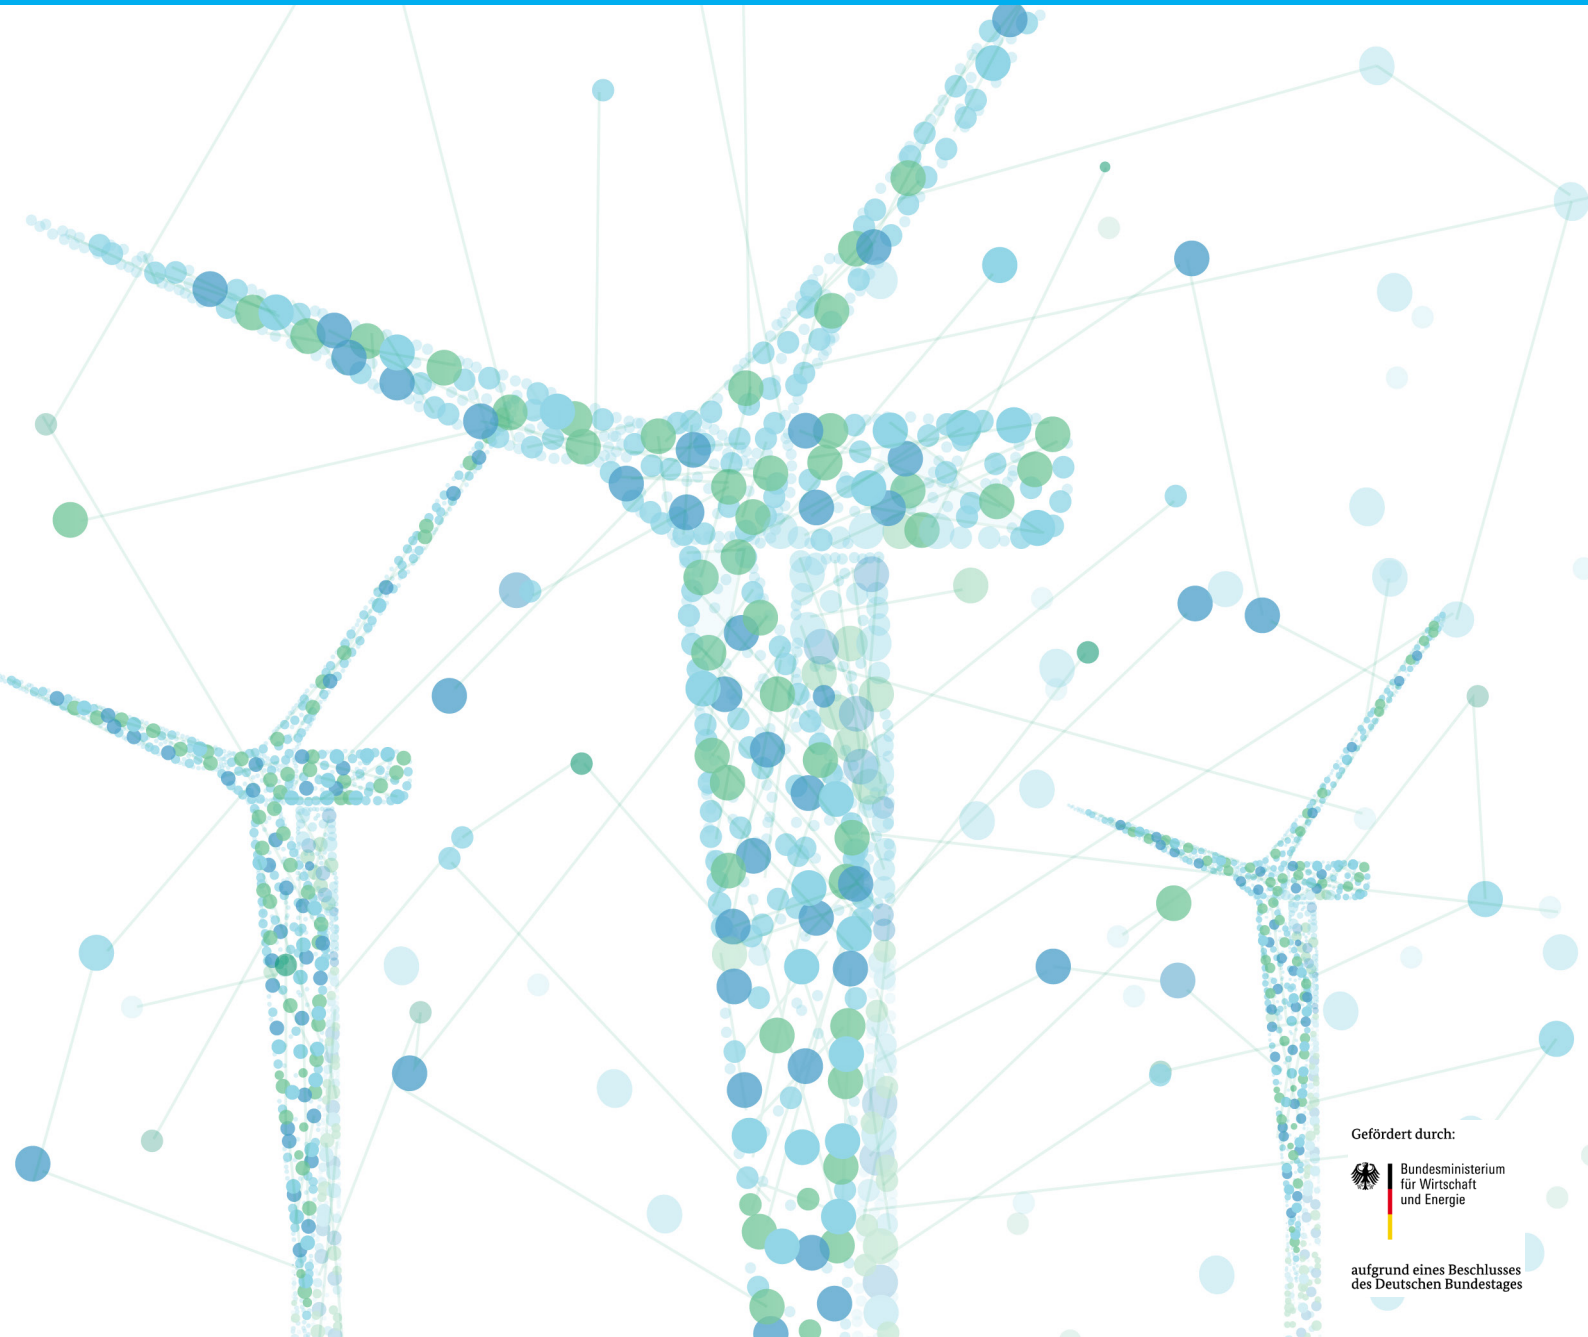 Gefördert durch:
Bundesministerium
für Wirtschaft
und Energie
aufgrund eines Beschlusses
des Deutschen Bundestages